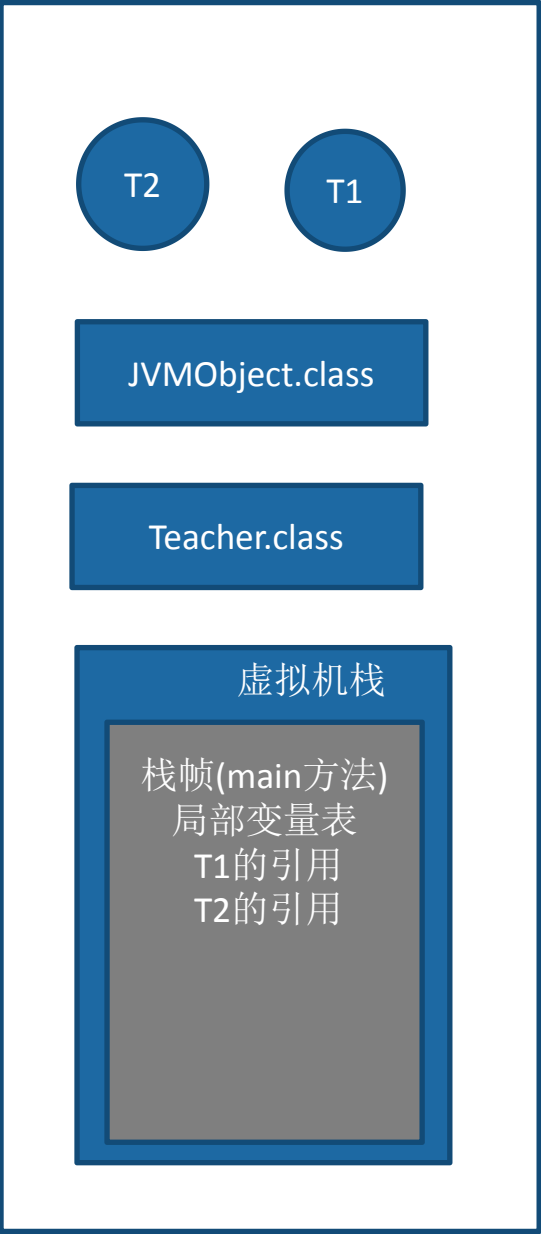 T2
T1
JVMObject.class
Teacher.class
虚拟机栈
栈帧(main方法)
局部变量表
T1的引用
T2的引用